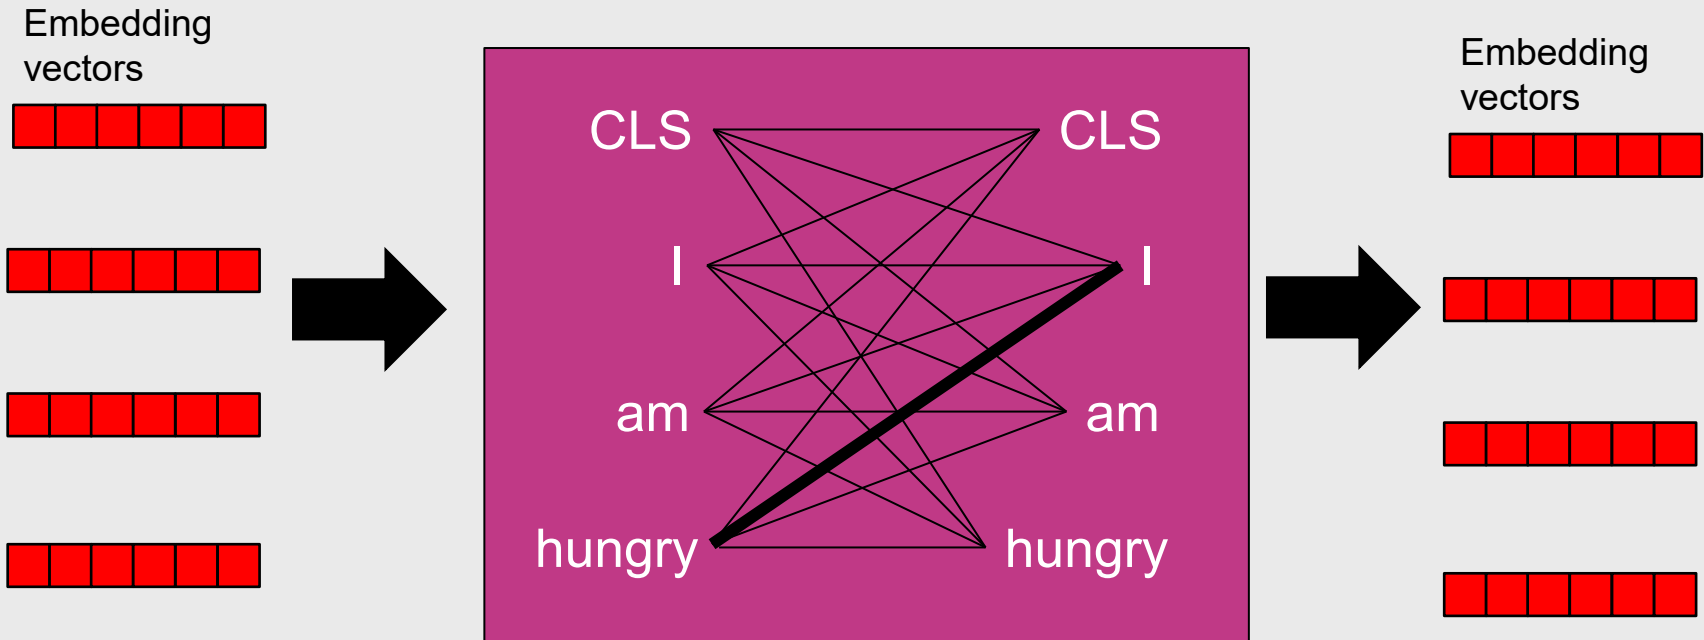 Embedding
vectors
CLS CLS
I I
am am
hungry hungry
Embedding
vectors